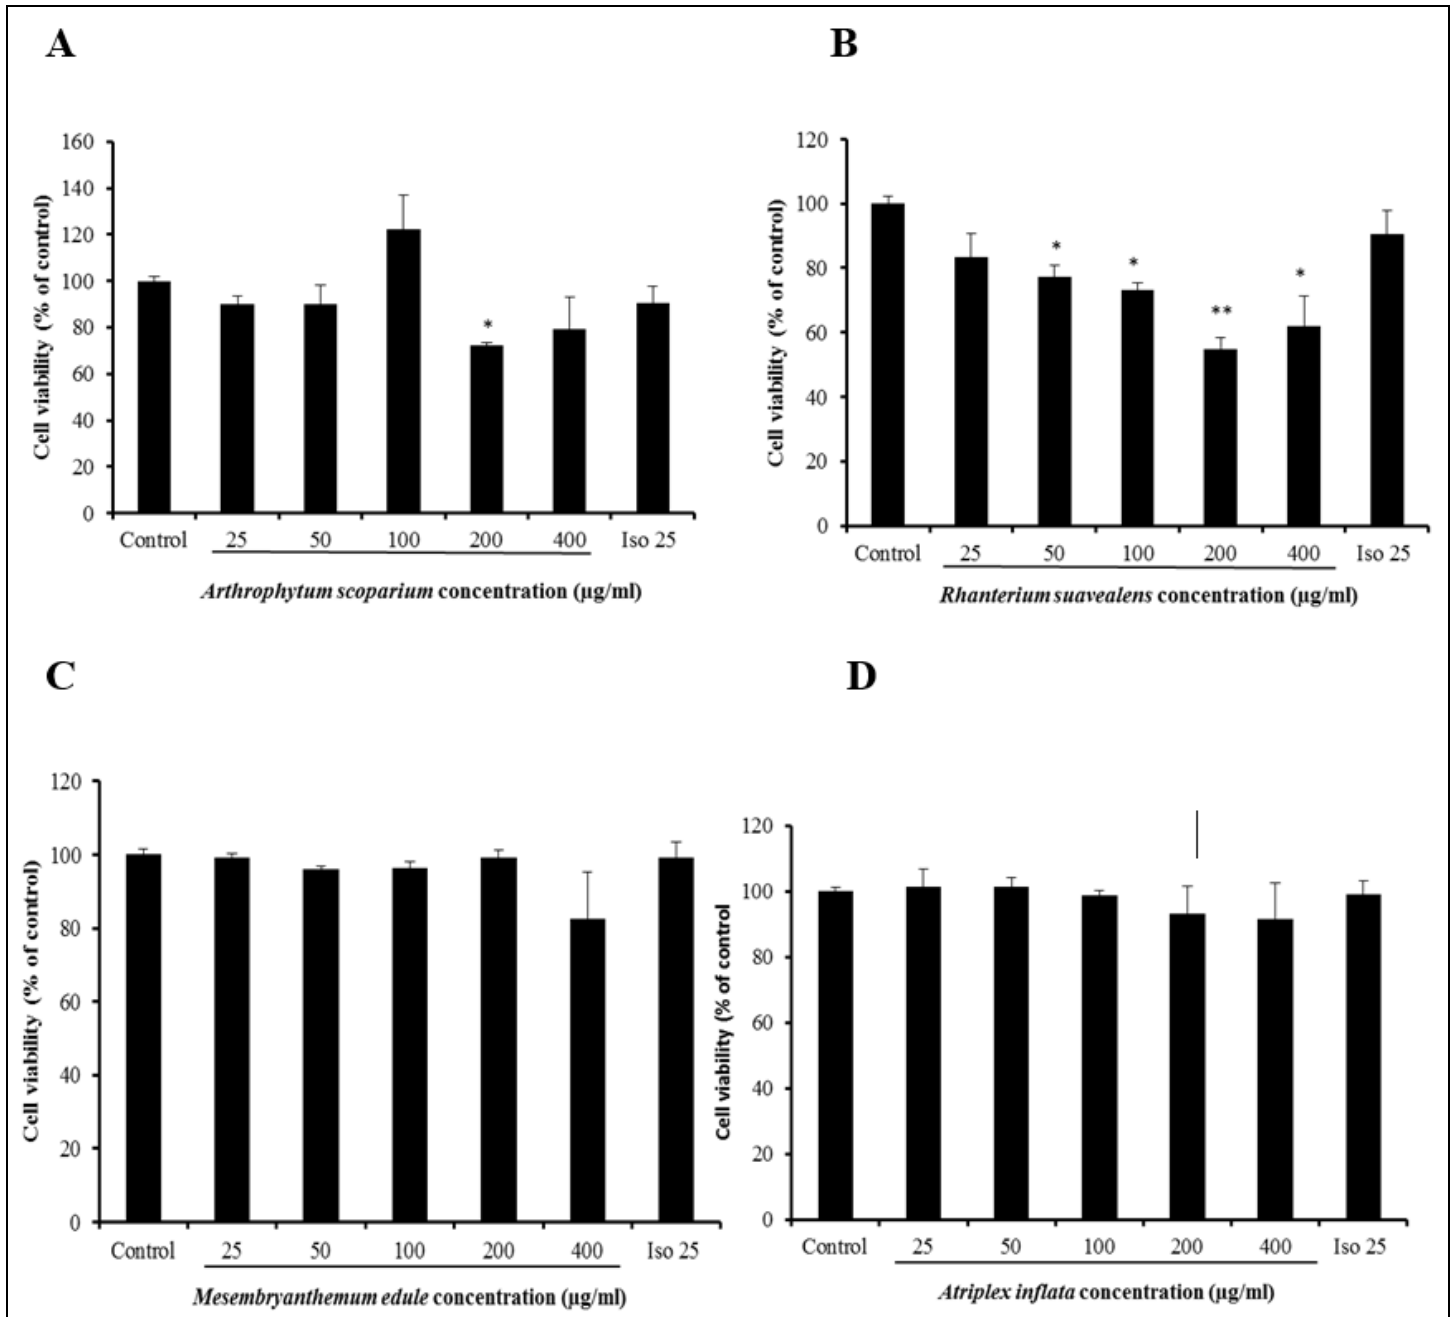 A
Cell viability (% of control)
160
140
120
100
80
60
40
20
0
*
Control 25 50 100 200 400 Iso 25
Arthrophytum scoparium concentration (µg/ml)
B
Cell viability (% of control)
120
100
80
60
40
20
0
* * ** *
Control 25 50 100 200 400 Iso 25
Rhanterium suavealens concentration (µg/ml)
C
Cell viability (% of control)
120
100
80
60
40
20
0
Control 25 50 100 200 400 Iso 25
Mesembryanthemum edule concentration (µg/ml)
D
Cell viability (% of control
120
100
80
60
40
20
0
Control 25 50 100 200 400 Iso 25
Atriplex inflata concentration (µg/ml)